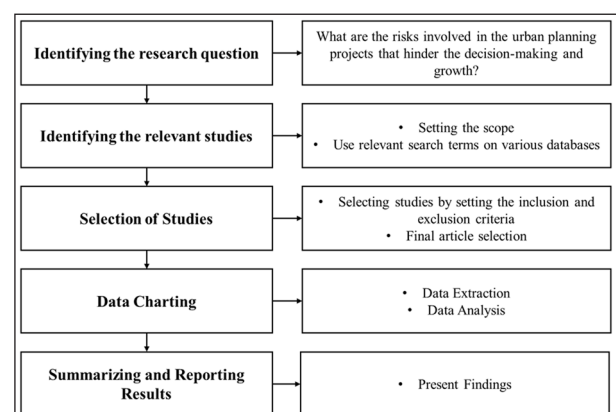 Identifying the research question
What are the risks involved in the urban planning
projects that hinder the decision-making and
growth?
Identifying the relevant studies
• Setting the scope
• Use relevant search terms on various databases
Selection of Studies
• Selecting studies by setting the inclusion and
exclusion criteria
• Final article selection
Data Charting
• Data Extraction
• Data Analysis
Summarizing and Reporting
Results
• Present Findings